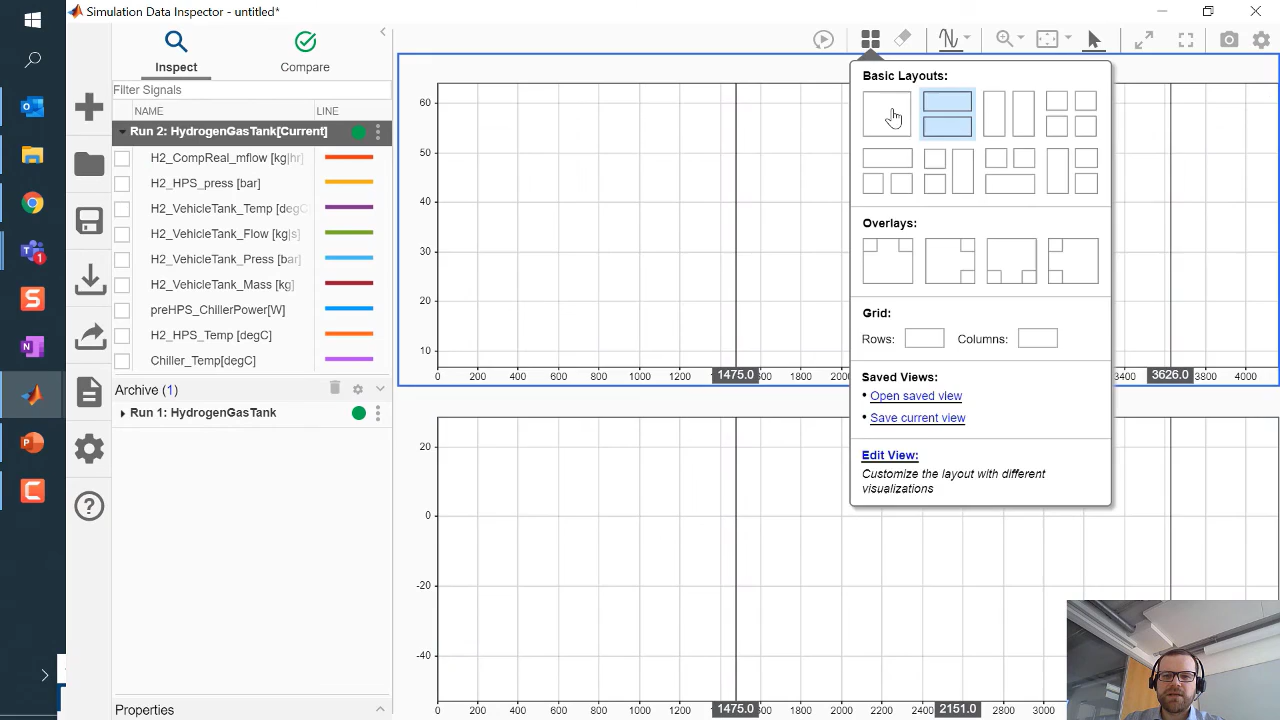 Simulation Data Inspector - untitled*
Inspect
Compare
Filter Signals
NAME
LINE
Run 2: HydrogenGasTank[Current]
H2_CompReal_mflow [kg|hr]
H2_HPS_press [bar]
H2_VehicleTank_Temp [degC
H2_VehicleTank_Flow [kg|s]
H2_VehicleTank_Press [bar]
H2_VehicleTank_Mass [kg]
preHPS_ChillerPower[W]
H2_HPS_Temp [degC]
Chiller_Temp[degC]
Archive (1)
Run 1: HydrogenGasTank
Properties
60
50
40
30
20
10
0 200 400 600 800 1000 1200 1475.0 1800 2000 3400 3626.0 3800 4000
20
0
-20
-40
0 200 400 600 800 1000 1200 1475.0 1800 2000 2151.0 3000
Basic Layouts:
Overlays:
Grid:
Rows: Columns:
Saved Views:
• Open saved view
• Save current view
Edit View:
Customize the layout with different
visualizations